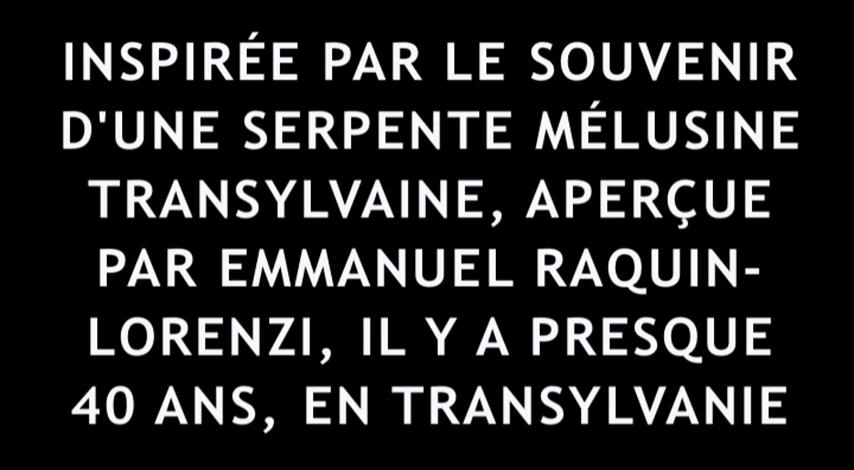 INSPIRÉE PAR LE SOUVENIR
D'UNE SERPENTE MÉLUSINE
TRANSYLVAINE, APERÇUE
PAR EMMANUEL RAQUIN-
LORENZI, IL Y A PRESQUE
40 ANS, EN TRANSYLVANIE